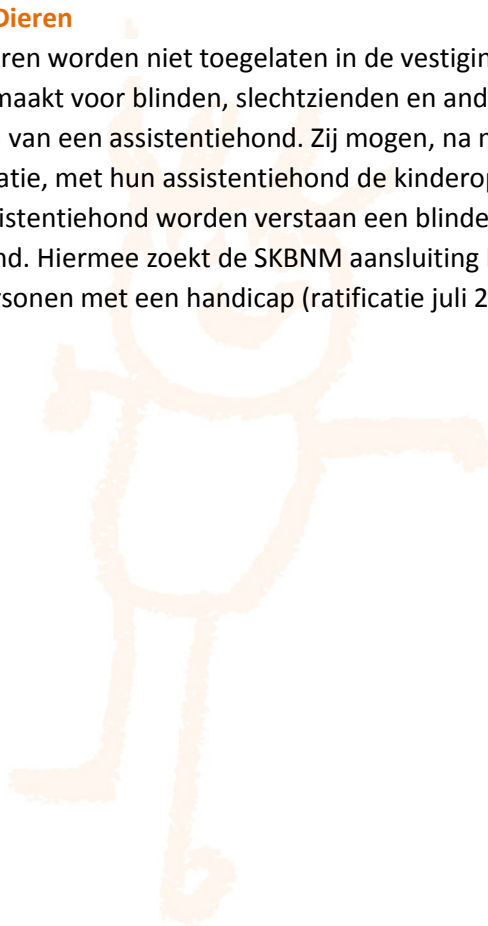 Dieren
ren worden niet toegelaten in de vestigin
maakt voor blinden, slechtzienden en and
van een assistentiehond. Zij mogen, na n
atie, met hun assistentiehond de kinderop
istentiehond worden verstaan een blinde
nd. Hiermee zoekt de SKBNM aansluiting
rsonen met een handicap (ratificatie juli 2